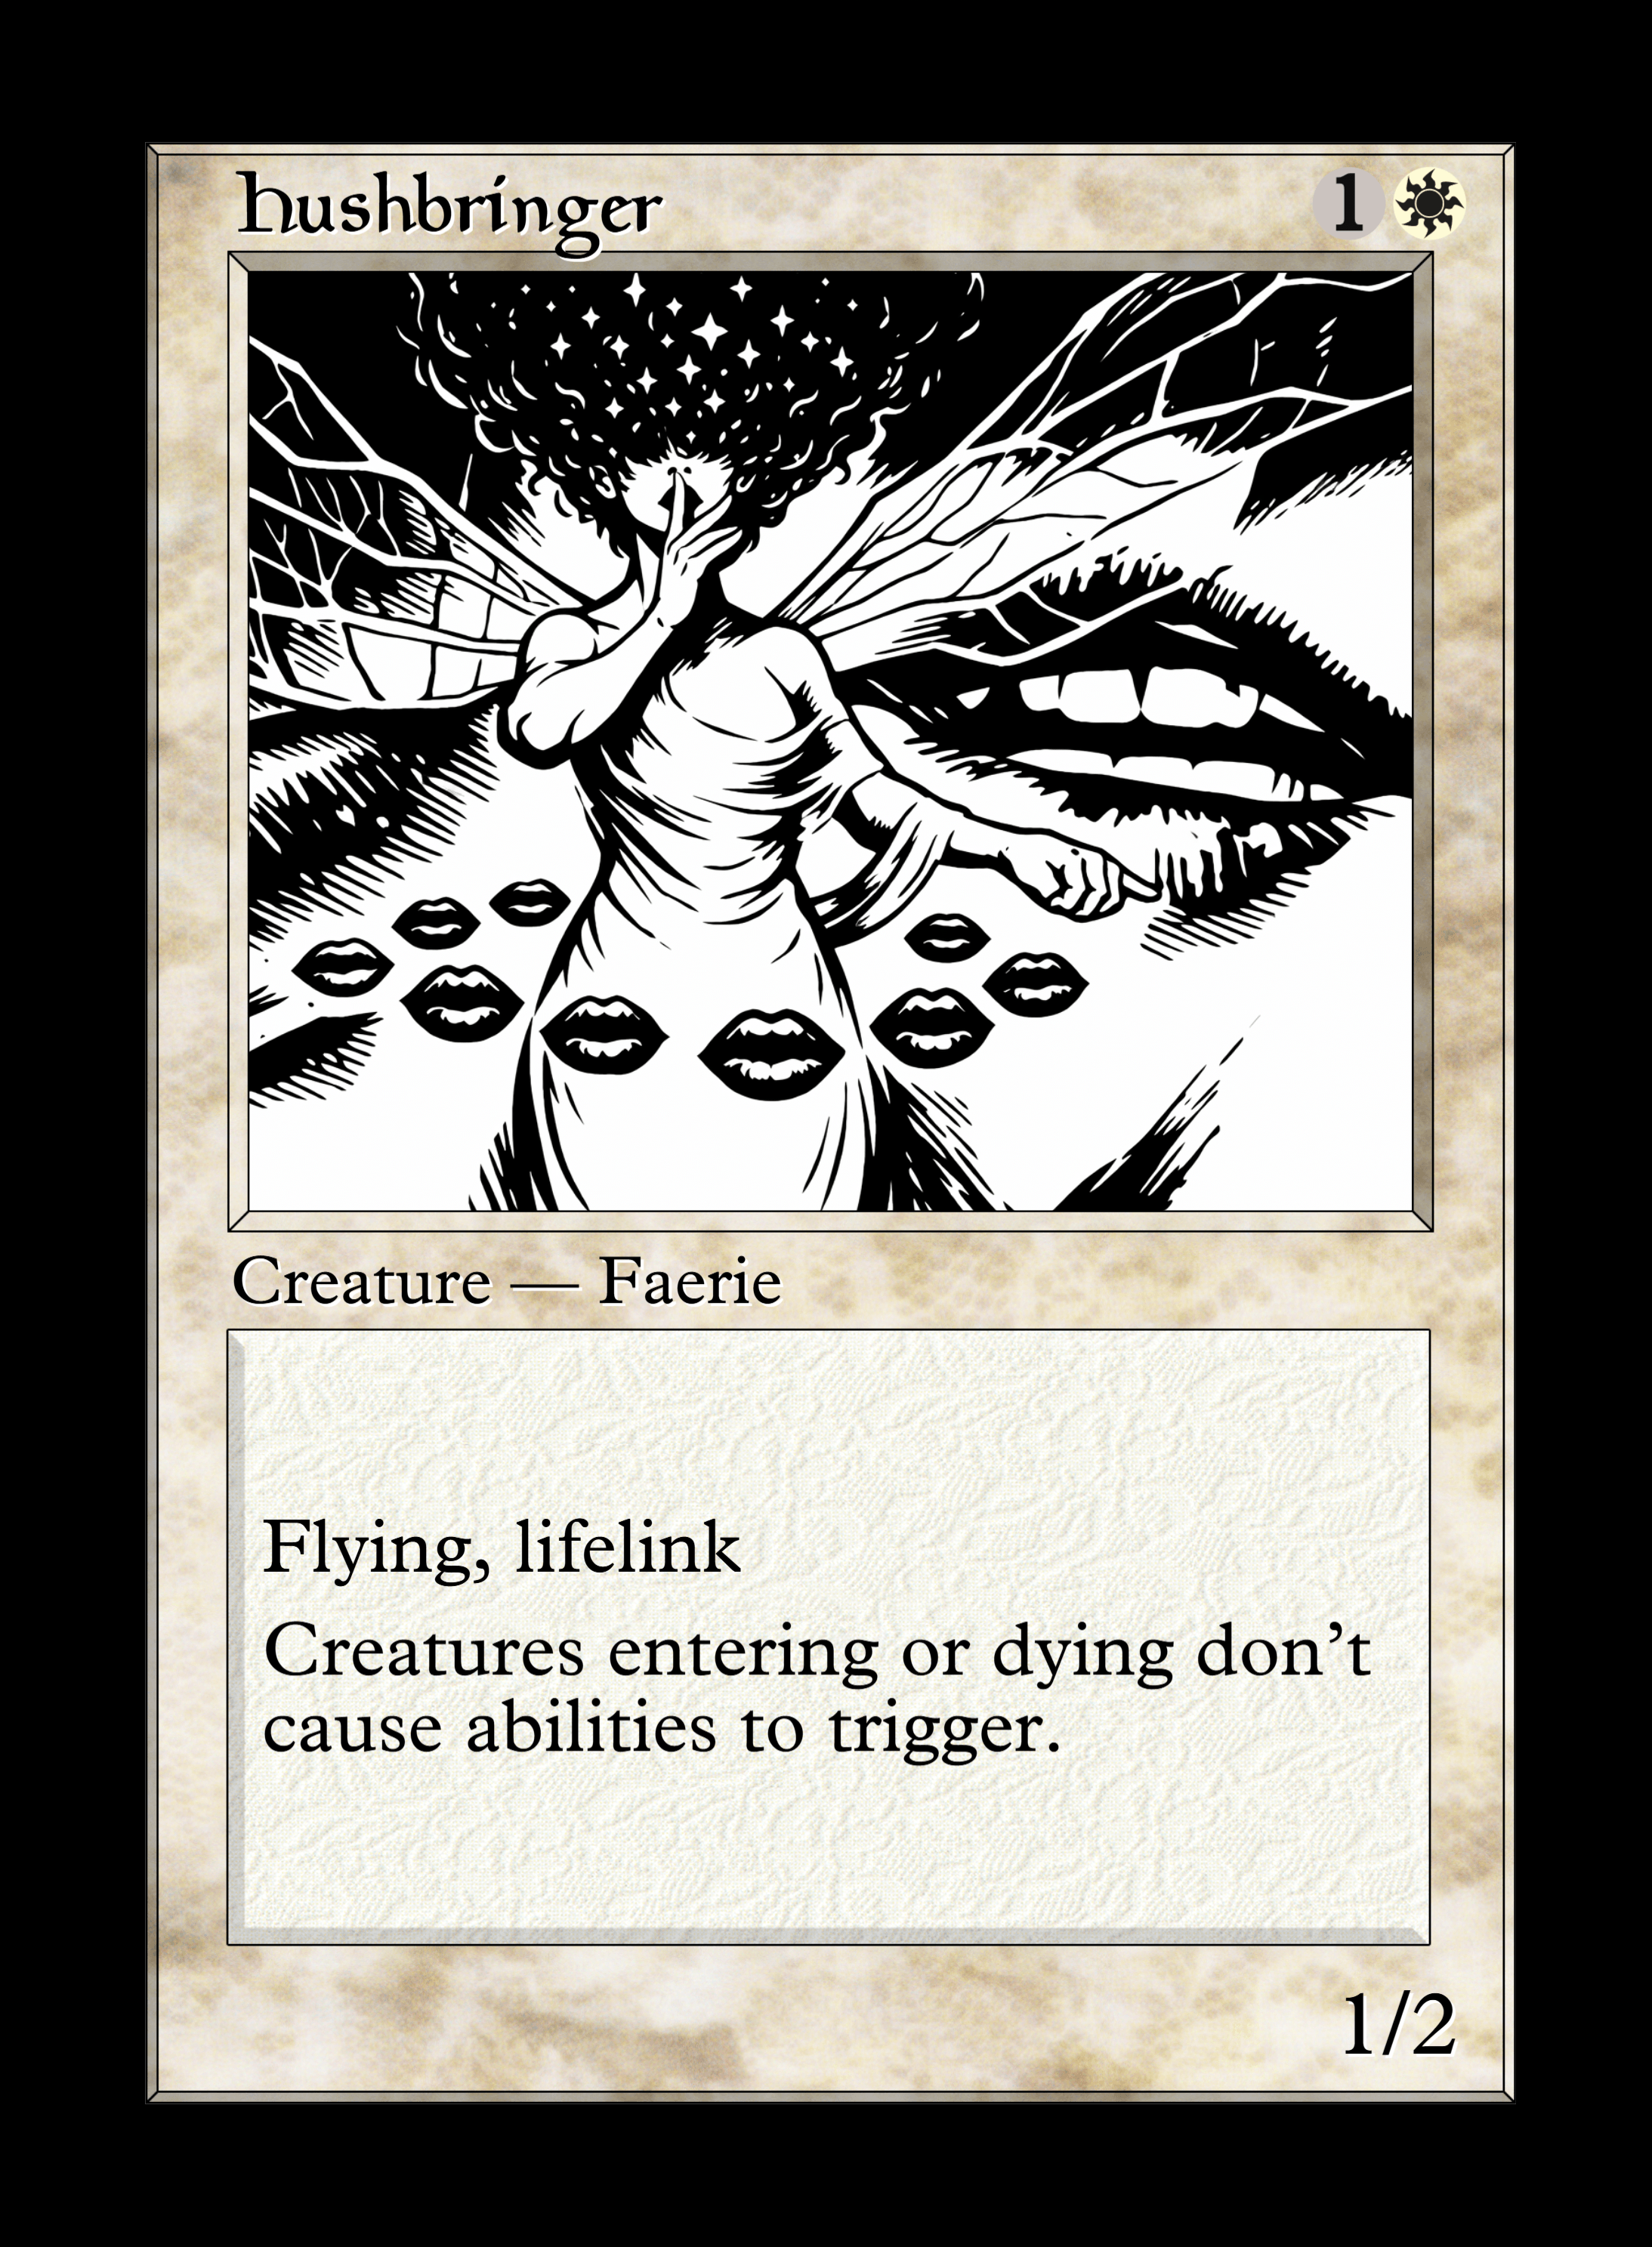 Hushbringer
1
Creature — Faerie
Flying, lifelink
Creatures entering or dying don’t
cause abilities to trigger.
1/2